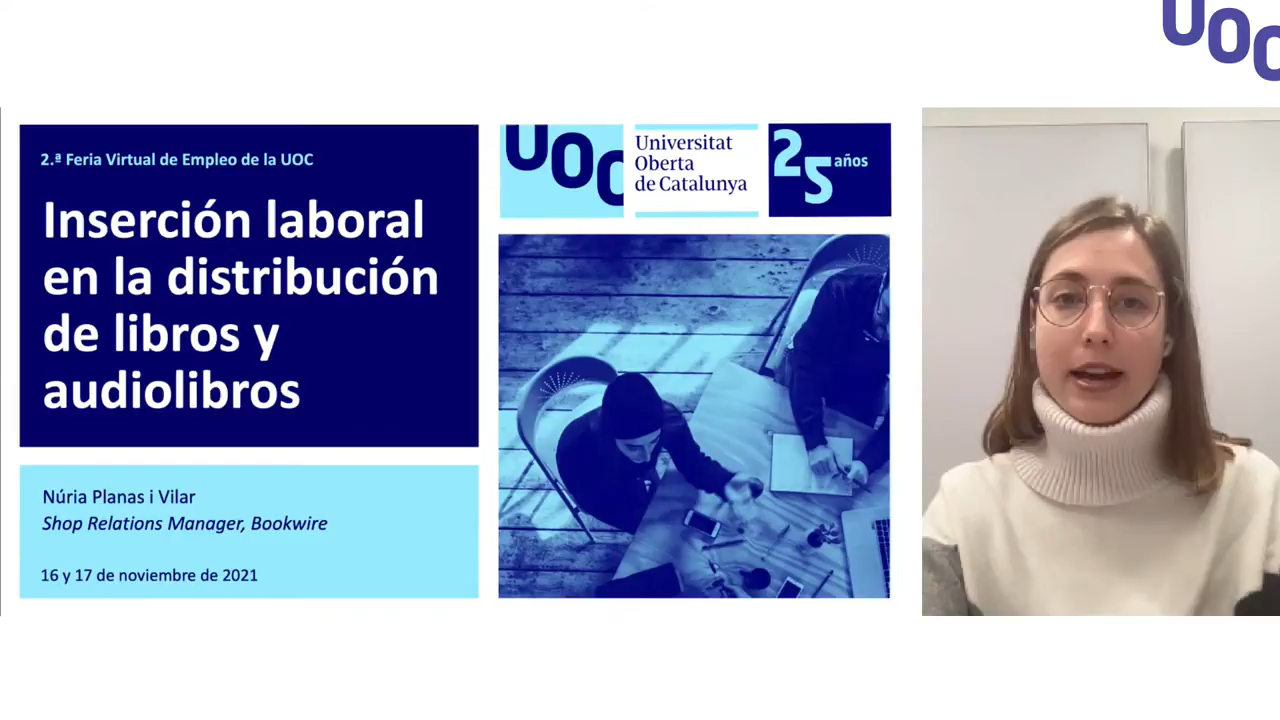 UOC
2.ª Feria Virtual de Empleo de la UOC
Inserción laboral
en la distribución
de libros y
audiolibros
Núria Planas i Vilar
Shop Relations Manager, Bookwire
16 y 17 de noviembre de 2021
UOC
Universitat
Oberta
de Catalunya
25 años